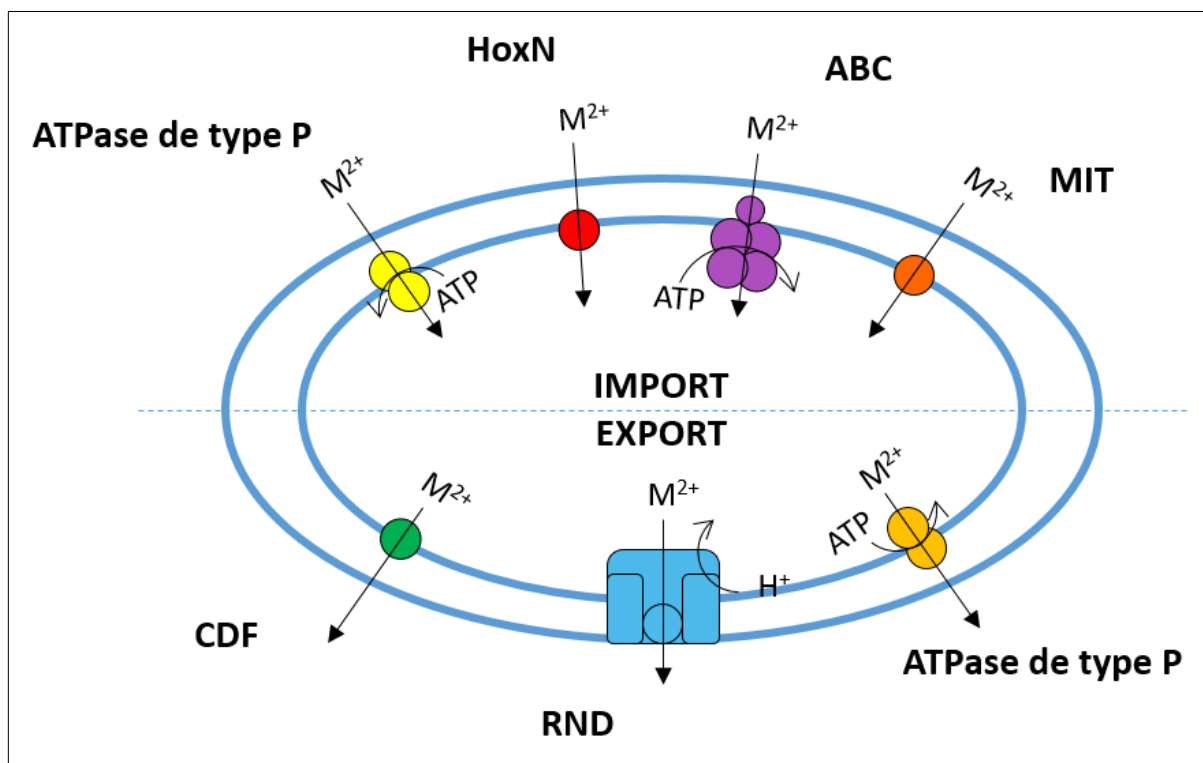 HoxN
ABC
ATPase de type P
M²⁺
M²⁺
M²⁺
M²⁺
MIT
ATP
ATP
IMPORT
EXPORT
M²⁺
M²⁺
M²⁺
ATP
H⁺
CDF
ATPase de type P
RND